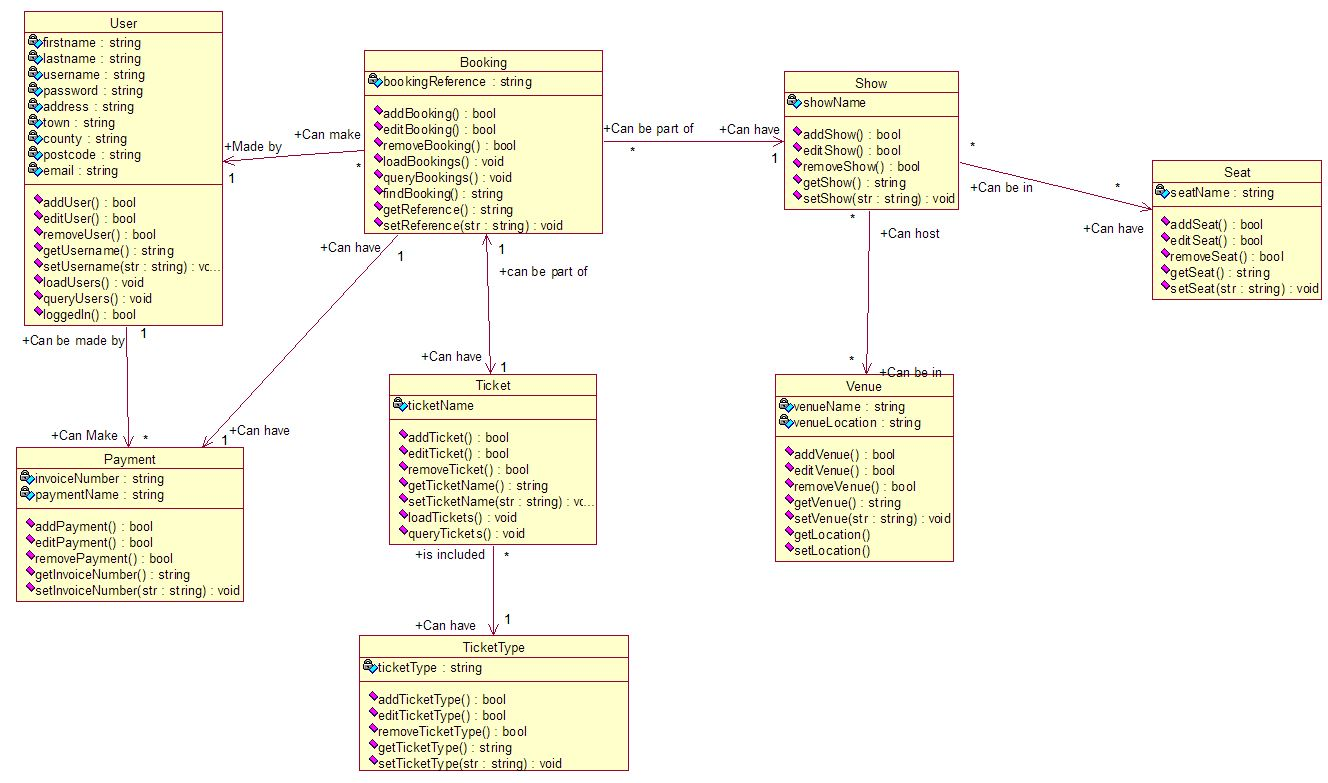 User
firstname : string
lastname : string
username : string
password : string
address : string
town : string
county : string
postcode : string
email : string
addUser() : bool
editUser() : bool
removeUser() : bool
getUsername() : string
setUsername(str : string) : vo...
loadUsers() : void
queryUsers() : void
loggedIn() : bool
+Made by
1
+Can make
*
Booking
bookingReference : string
addBooking() : bool
editBooking() : bool
removeBooking() : bool
loadBookings() : void
queryBookings() : void
findBooking() : string
getReference() : string
setReference(str : string) : void
+Can be part of
*
+Can have
1
Show
showName
addShow() : bool
editShow() : bool
removeShow() : bool
getShow() : string
setShow(str : string) : void
*
+Can be in
*
+Can have
Seat
seatName : string
addSeat() : bool
editSeat() : bool
removeSeat() : bool
getSeat() : string
setSeat(str : string) : void
+Can be made by
1
+Can Make
*
+Can have
1
+Can have
1
1
+can be part of
+Can have
1
*
+Can host
*
+Can be in
Payment
invoiceNumber : string
paymentName : string
addPayment() : bool
editPayment() : bool
removePayment() : bool
getInvoiceNumber() : string
setInvoiceNumber(str : string) : void
Ticket
ticketName
addTicket() : bool
editTicket() : bool
removeTicket() : bool
getTicketName() : string
setTicketName(str : string) : vo...
loadTickets() : void
queryTickets() : void
Venue
venueName : string
venueLocation : string
addVenue() : bool
editVenue() : bool
removeVenue() : bool
getVenue() : string
setVenue(str : string) : void
getLocation()
setLocation()
+is included
*
+Can have
1
TicketType
ticketType : string
addTicketType() : bool
editTicketType() : bool
removeTicketType() : bool
getTicketType() : string
setTicketType(str : string) : void